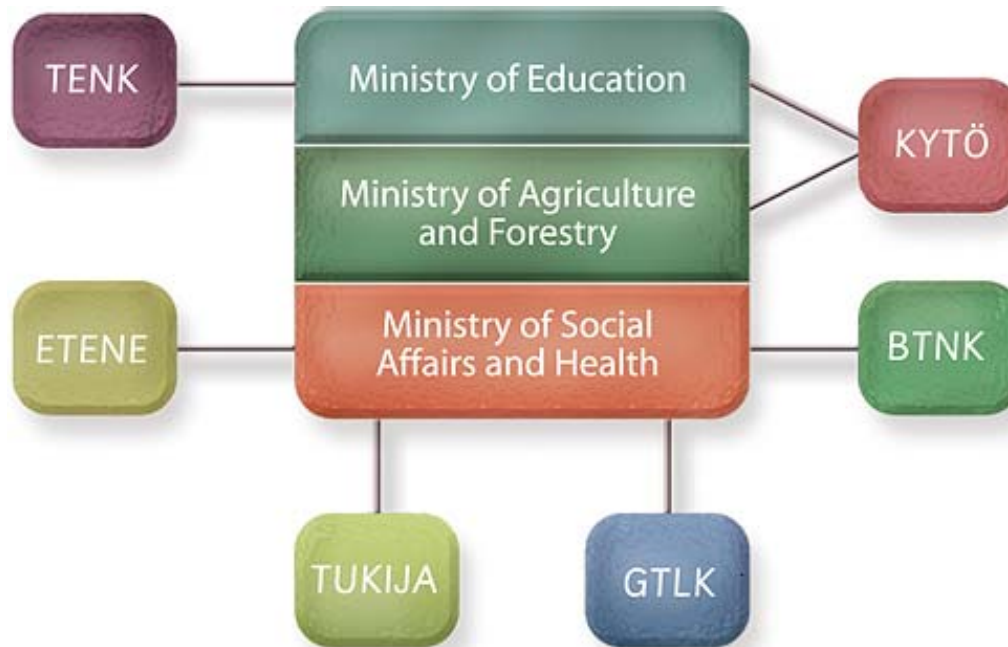 TENK
Ministry of Education
KYTÖ
Ministry of Agriculture
and Forestry
ETENE
Ministry of Social
Affairs and Health
BTNK
TUKIJA
GTLK